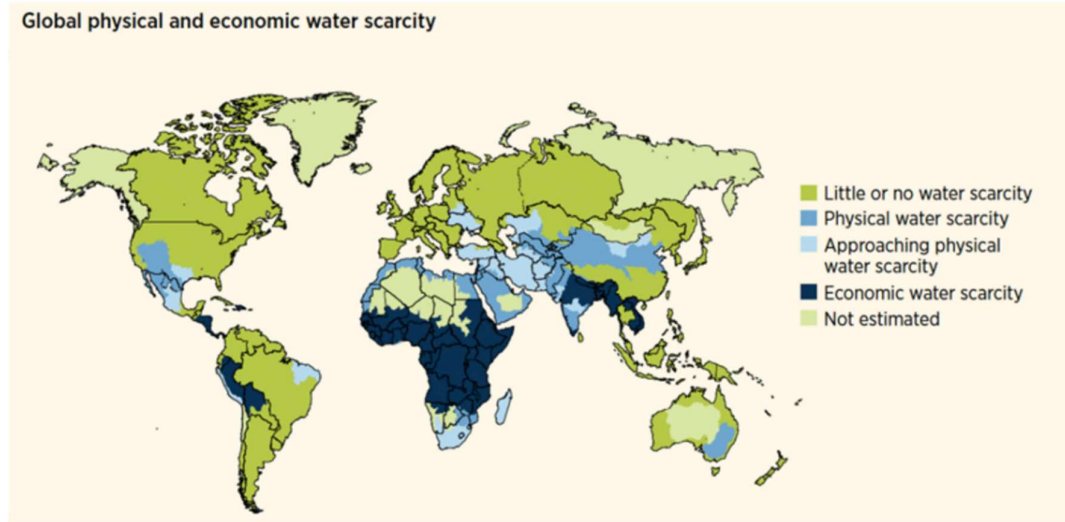 Global physical and economic water scarcity
Little or no water scarcity
Physical water scarcity
Approaching physical
water scarcity
Economic water scarcity
Not estimated